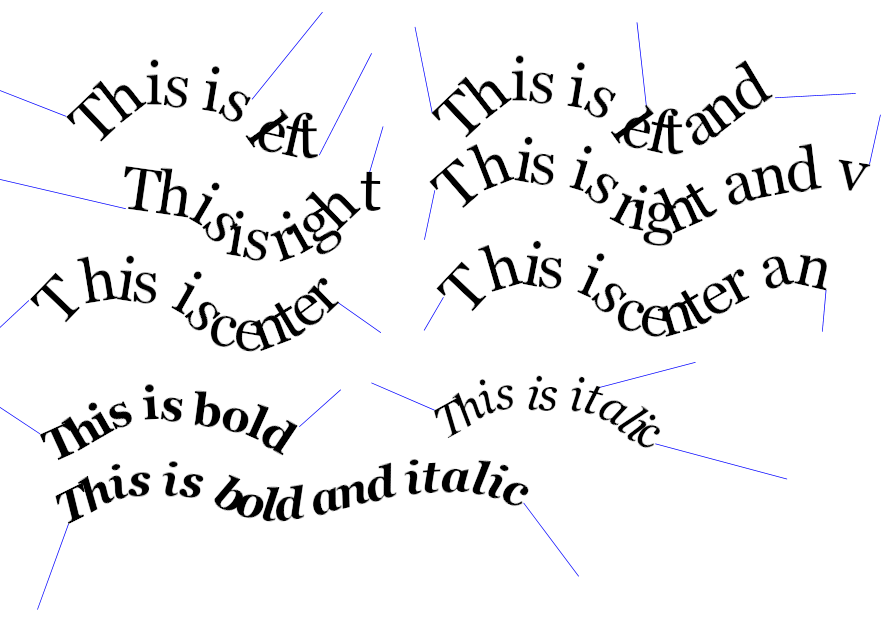 This is left
This is left and
This is right
This is right and v
This is center
This is center an
This is bold
This is italic
This is bold and italic